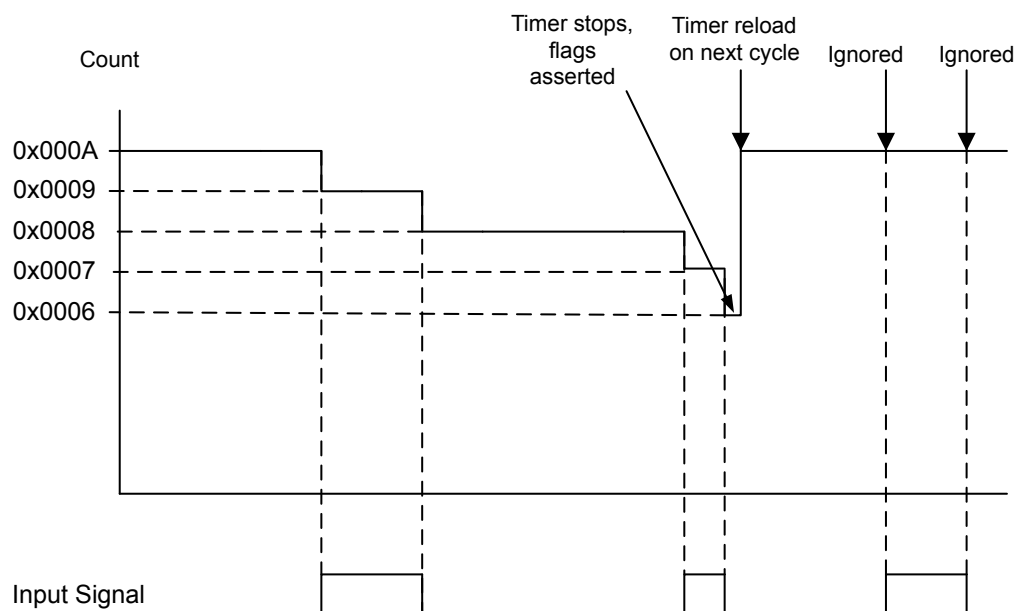 Timer stops,
flags
asserted
Timer reload
on next cycle
Ignored
Ignored
Count
0x000A
0x0009
0x0008
0x0007
0x0006
Input Signal